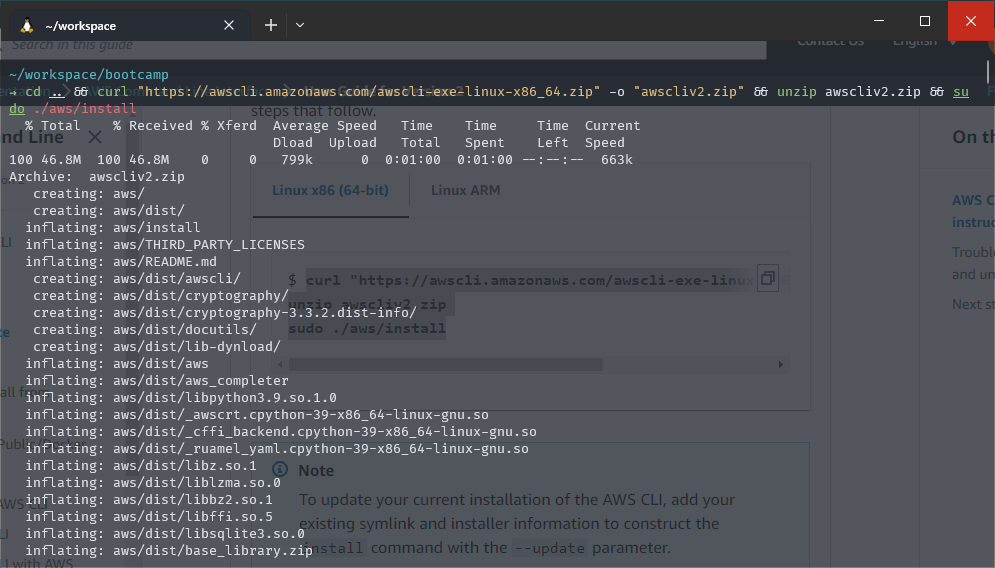 ~/workspace
Search in this guide
Contact Us English
~/workspace/bootcamp
→ cd .. && curl "https://awscli.amazonaws.com/awscli-exe-linux-x86_64.zip" -o "awscliv2.zip" && unzip awscliv2.zip && su
do ./aws/install
steps that follow.
% Total % Received % Xferd Average Speed Time Time Time Current
Dload Upload Total Spent Left Speed
100 46.8M 100 46.8M 0 0 799k 0 0:01:00 0:01:00 --:--:-- 663k
Archive: awscliv2.zip
creating: aws/
creating: aws/dist/
inflating: aws/install
inflating: aws/THIRD_PARTY_LICENSES
inflating: aws/README.md
creating: aws/dist/awscli/
creating: aws/dist/cryptography/
creating: aws/dist/cryptography-3.3.2.dist-info/
creating: aws/dist/docutils/
creating: aws/dist/lib-dynload/
inflating: aws/dist/aws
inflating: aws/dist/aws_completer
inflating: aws/dist/libpython3.9.so.1.0
inflating: aws/dist/_awscrt.cpython-39-x86_64-linux-gnu.so
inflating: aws/dist/_cffi_backend.cpython-39-x86_64-linux-gnu.so
inflating: aws/dist/_ruamel_yaml.cpython-39-x86_64-linux-gnu.so
inflating: aws/dist/libz.so.1
inflating: aws/dist/liblzma.so.0
inflating: aws/dist/libbz2.so.1
inflating: aws/dist/libffi.so.5
inflating: aws/dist/libsqlite3.so.0
inflating: aws/dist/base_library.zip
nd Line
Linux x86 (64-bit) Linux ARM
$ curl "https://awscli.amazonaws.com/awscli-exe-linux
unzip awscliv2.zip
sudo ./aws/install
Note
To update your current installation of the AWS CLI, add your
existing symlink and installer information to construct the
install command with the --update parameter.
On th
AWS C
instruc
Troubl
and un
Next st
all from
Public
AWS CLI
LI with AWS